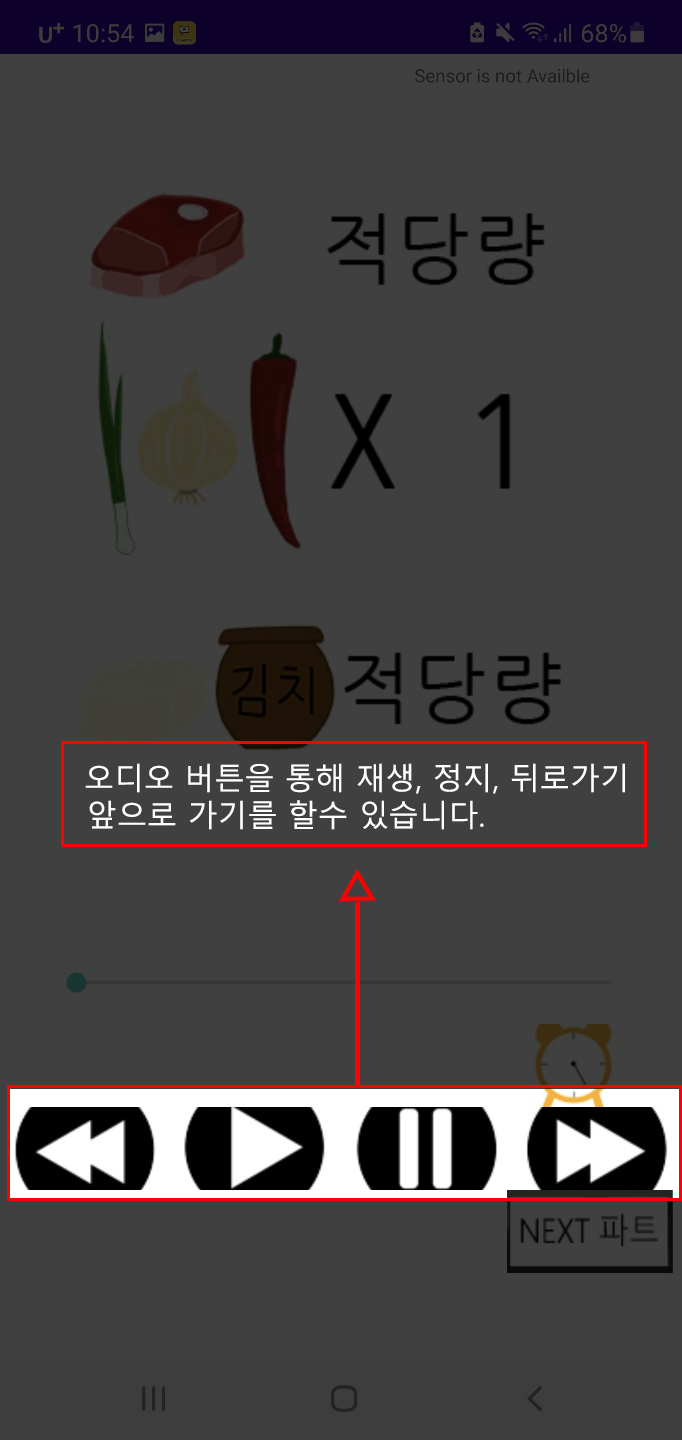 U+ 10:54 68%
Sensor is not Availble
적당량
X 1
김치 적당량
오디오 버튼을 통해 재생, 정지, 뒤로가기
앞으로 가기를 할수 있습니다.
NEXT 파트